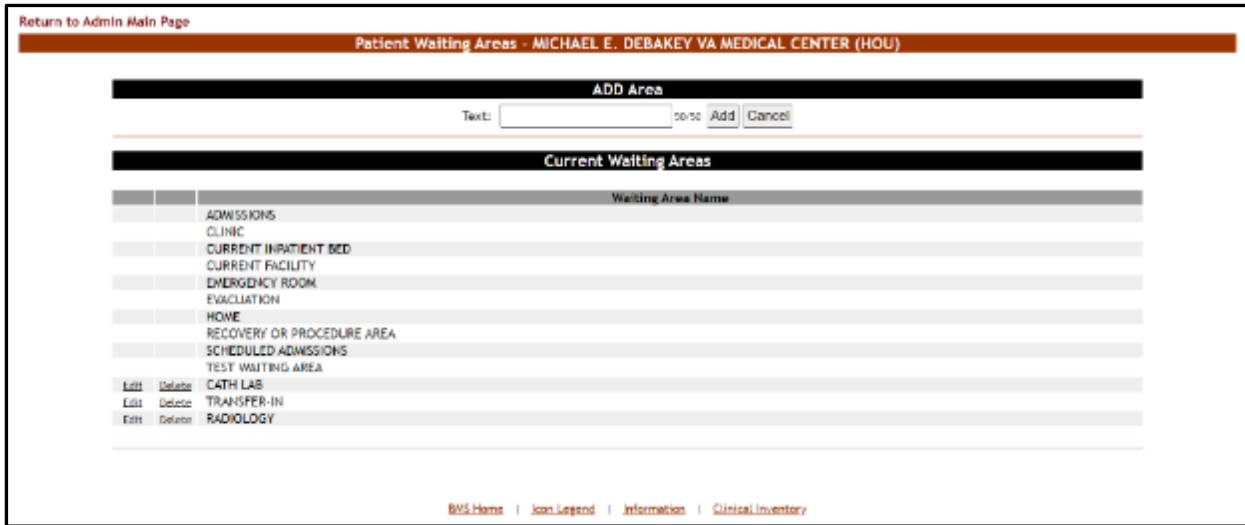 Return to Admin Main Page
Patient Waiting Areas - MICHAEL E. DEBAKEY VA MEDICAL CENTER (HOU)
ADD Area
Text: 50/50 Add Cancel
Current Waiting Areas
Waiting Area Name
ADMISSIONS
CLINIC
CURRENT INPATIENT BED
CURRENT FACILITY
EMERGENCY ROOM
EVACUATION
HOME
RECOVERY OR PROCEDURE AREA
SCHEDULED ADMISSIONS
TEST WAITING AREA
Edit Delete CATH LAB
Edit Delete TRANSFER-IN
Edit Delete RADIOLOGY
BMS Home | Icon Legend | Information | Clinical Inventory